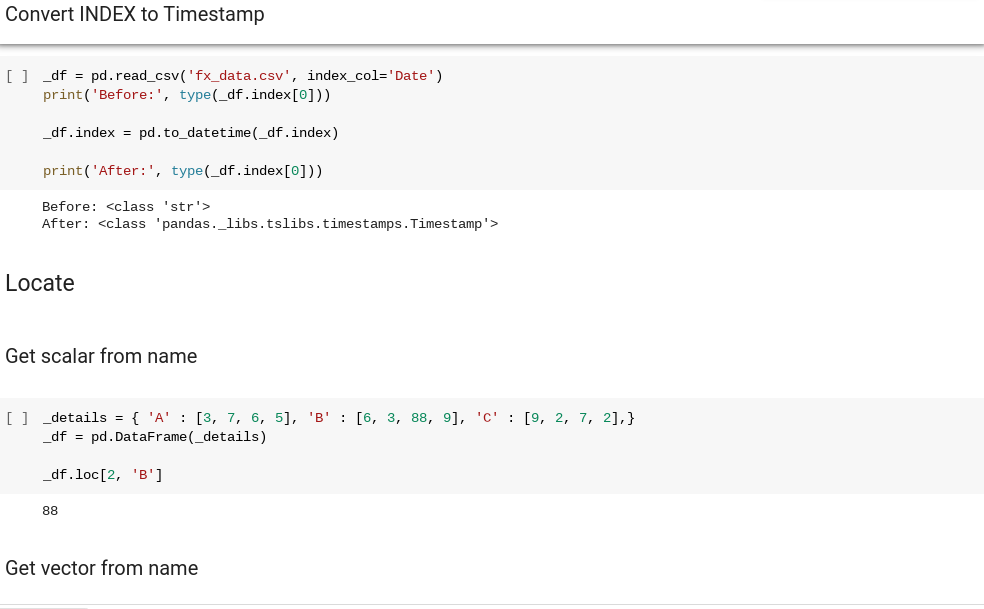 Convert INDEX to Timestamp
[ ] _df = pd.read_csv('fx_data.csv', index_col='Date')
print('Before:', type(_df.index[0]))
_df.index = pd.to_datetime(_df.index)
print('After:', type(_df.index[0]))
Before: <class 'str'>
After: <class 'pandas._libs.tslibs.timestamps.Timestamp'>
Locate
Get scalar from name
[ ] _details = { 'A' : [3, 7, 6, 5], 'B' : [6, 3, 88, 9], 'C' : [9, 2, 7, 2],}
_df = pd.DataFrame(_details)
_df.loc[2, 'B']
88
Get vector from name